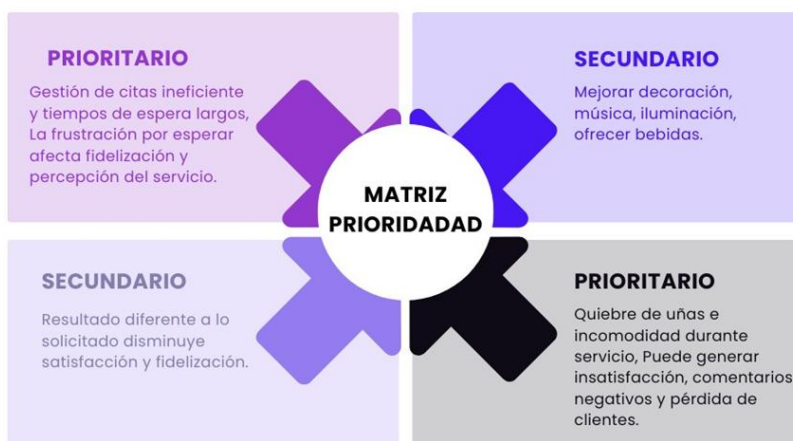 PRIORITARIO
Gestión de citas ineficiente
y tiempos de espera largos,
La frustración por esperar
afecta fidelización y
percepción del servicio.
SECUNDARIO
Mejorar decoración,
música, iluminación,
ofrecer bebidas.
MATRIZ
PRIORIDADAD
SECUNDARIO
Resultado diferente a lo
solicitado disminuye
satisfacción y fidelización.
PRIORITARIO
Quiebre de uñas e
incomodidad durante
servicio, Puede generar
insatisfacción, comentarios
negativos y pérdida de
clientes.